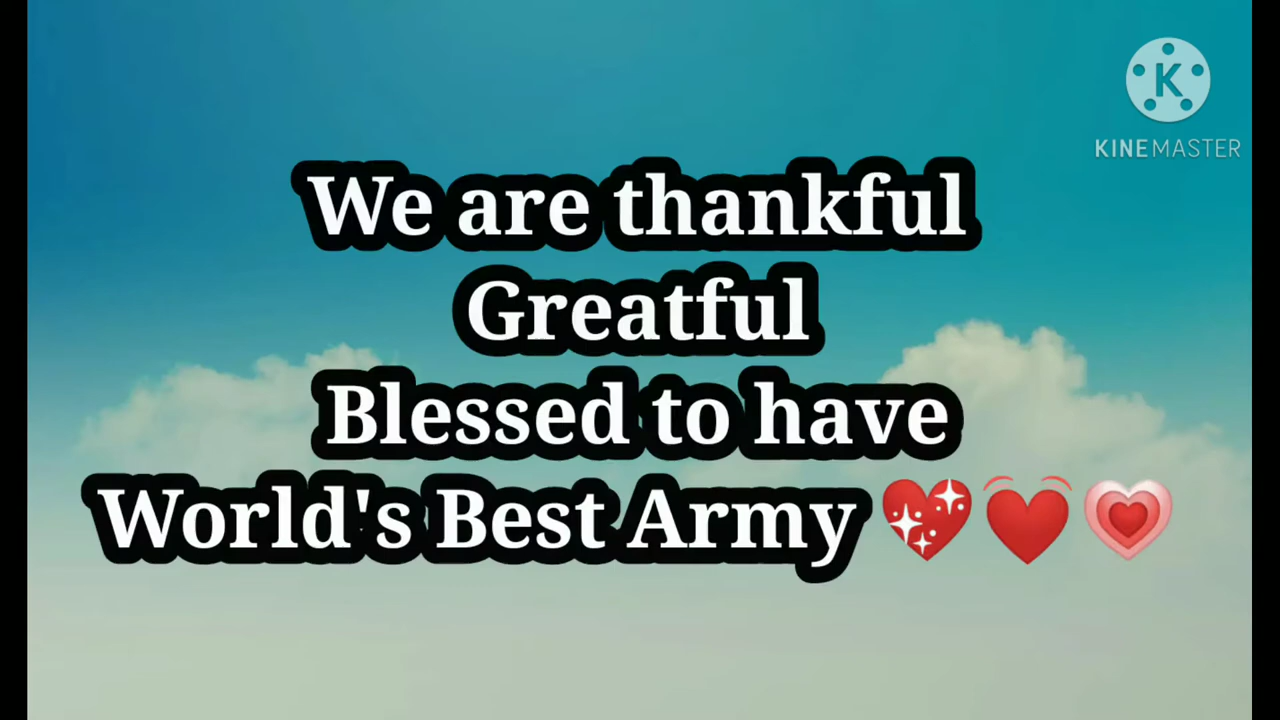 K
KINEMASTER
We are thankful
Greatful
Blessed to have
World's Best Army 💖💓💗